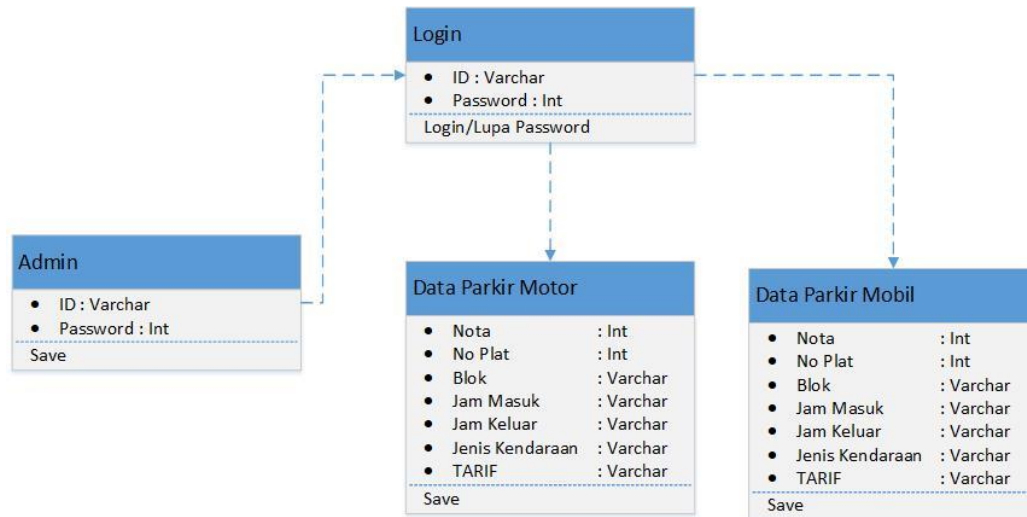 Login
• ID : Varchar
• Password : Int
Login/Lupa Password
Admin
• ID : Varchar
• Password : Int
Save
Data Parkir Motor
• Nota : Int
• No Plat : Int
• Blok : Varchar
• Jam Masuk : Varchar
• Jam Keluar : Varchar
• Jenis Kendaraan : Varchar
• TARIF : Varchar
Save
Data Parkir Mobil
• Nota : Int
• No Plat : Int
• Blok : Varchar
• Jam Masuk : Varchar
• Jam Keluar : Varchar
• Jenis Kendaraan : Varchar
• TARIF : Varchar
Save